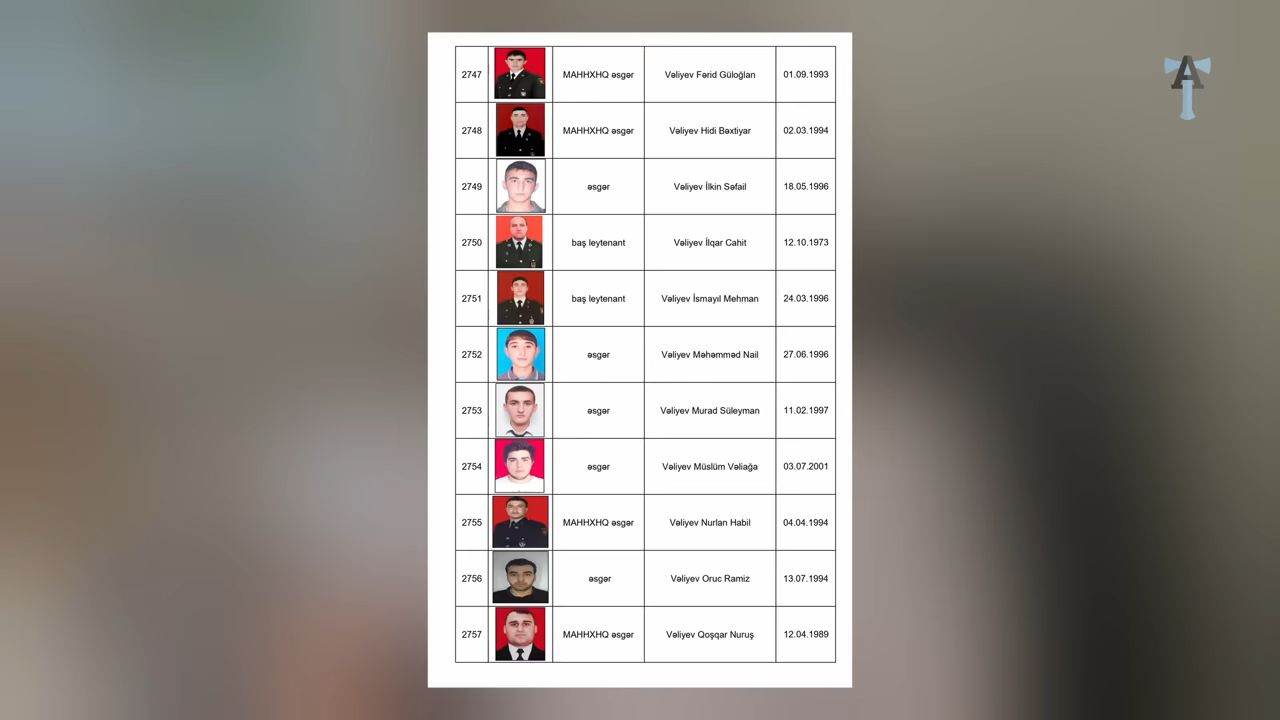 A
2747 MAHHXHQ əsgər Vəliyev Fərid Güloğlan 01.09.1993
2748 MAHHXHQ əsgər Vəliyev Hidi Bəxtiyar 02.03.1994
2749 əsgər Vəliyev İlkin Səfail 18.05.1996
2750 baş leytenant Vəliyev İlqar Cahit 12.10.1973
2751 baş leytenant Vəliyev İsmayıl Mehman 24.03.1996
2752 əsgər Vəliyev Məhəmməd Nail 27.06.1996
2753 əsgər Vəliyev Murad Süleyman 11.02.1997
2754 əsgər Vəliyev Müslüm Vəliağa 03.07.2001
2755 MAHHXHQ əsgər Vəliyev Nurlan Habil 04.04.1994
2756 əsgər Vəliyev Oruc Ramiz 13.07.1994
2757 MAHHXHQ əsgər Vəliyev Qoşqar Nuruş 12.04.1989